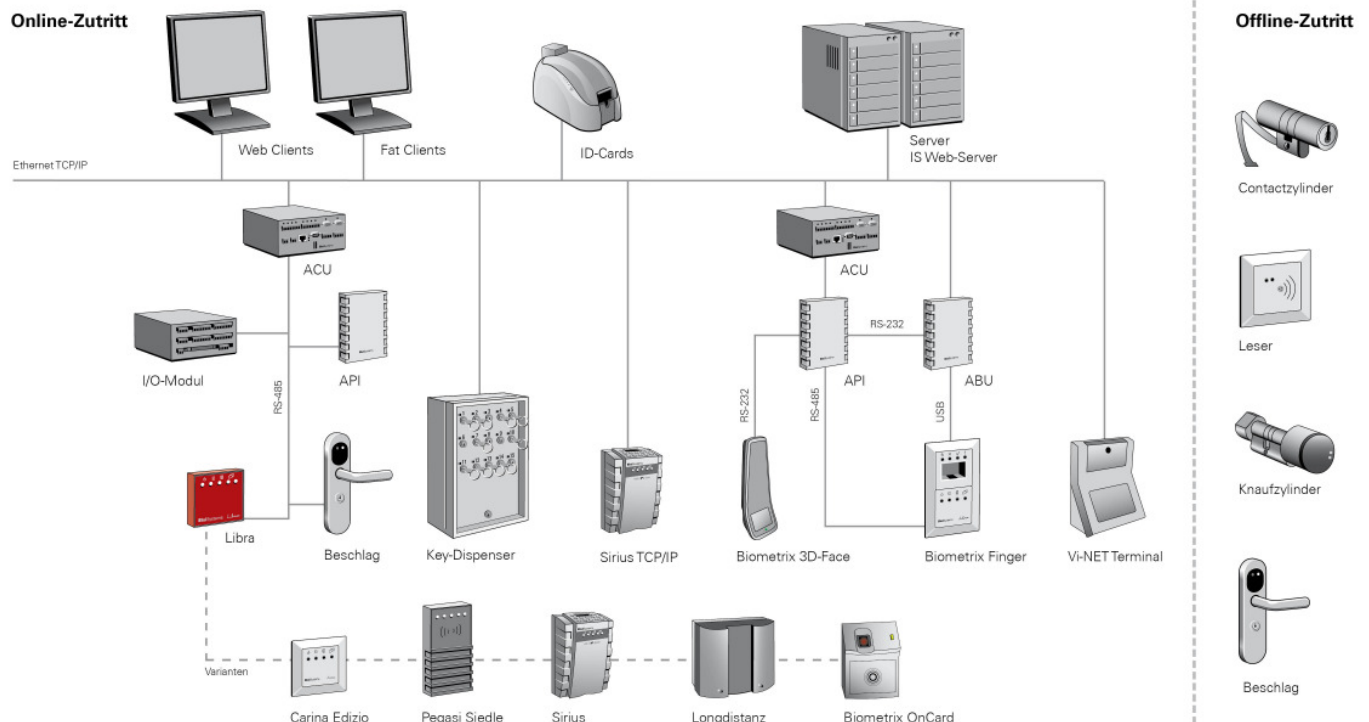 Online-Zutritt
Offline-Zutritt
Web Clients
Fat Clients
ID-Cards
Server
IS Web-Server
Ethernet TCP/IP
Contactzylinder
ACU
ACU
RS-232
I/O-Modul
API
API
ABU
Leser
RS-485
RS-232
RS-485
USB
Knaufzylinder
Libra
Beschlag
Key-Dispenser
Sirius TCP/IP
Biometrix 3D-Face
Biometrix Finger
Vi-NET Terminal
Varianten
Beschlag
Carina Edizio
Pegasi Siedle
Sirius
Longdistanz
Biometrix OnCard